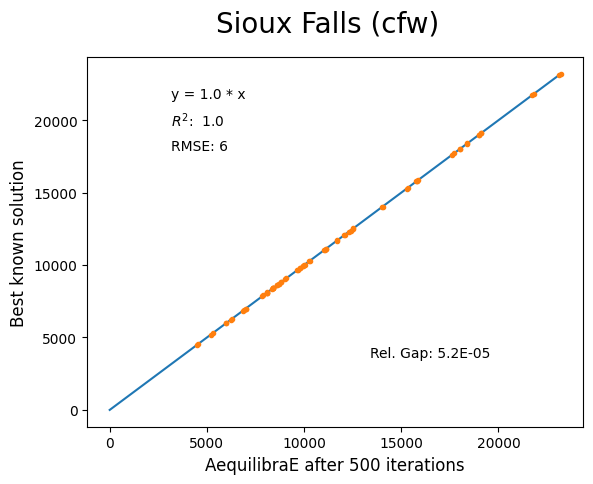 Sioux Falls (cfw)
y = 1.0 * x
R²: 1.0
RMSE: 6
Rel. Gap: 5.2E-05
Best known solution
20000
15000
10000
5000
0
0 5000 10000 15000 20000
AequilibraE after 500 iterations